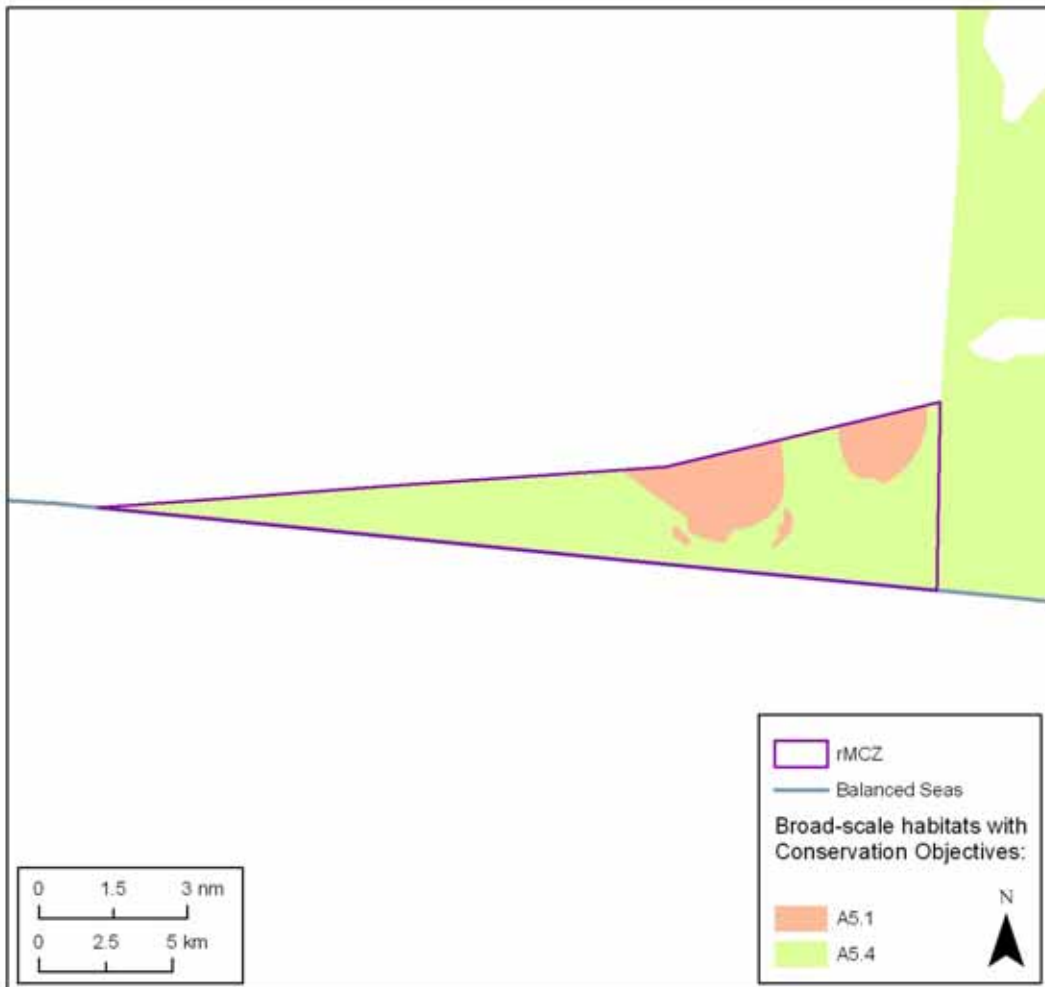 rMCZ
Balanced Seas
Broad-scale habitats with
Conservation Objectives:
A5.1
A5.4
N
0 1.5 3 nm
0 2.5 5 km